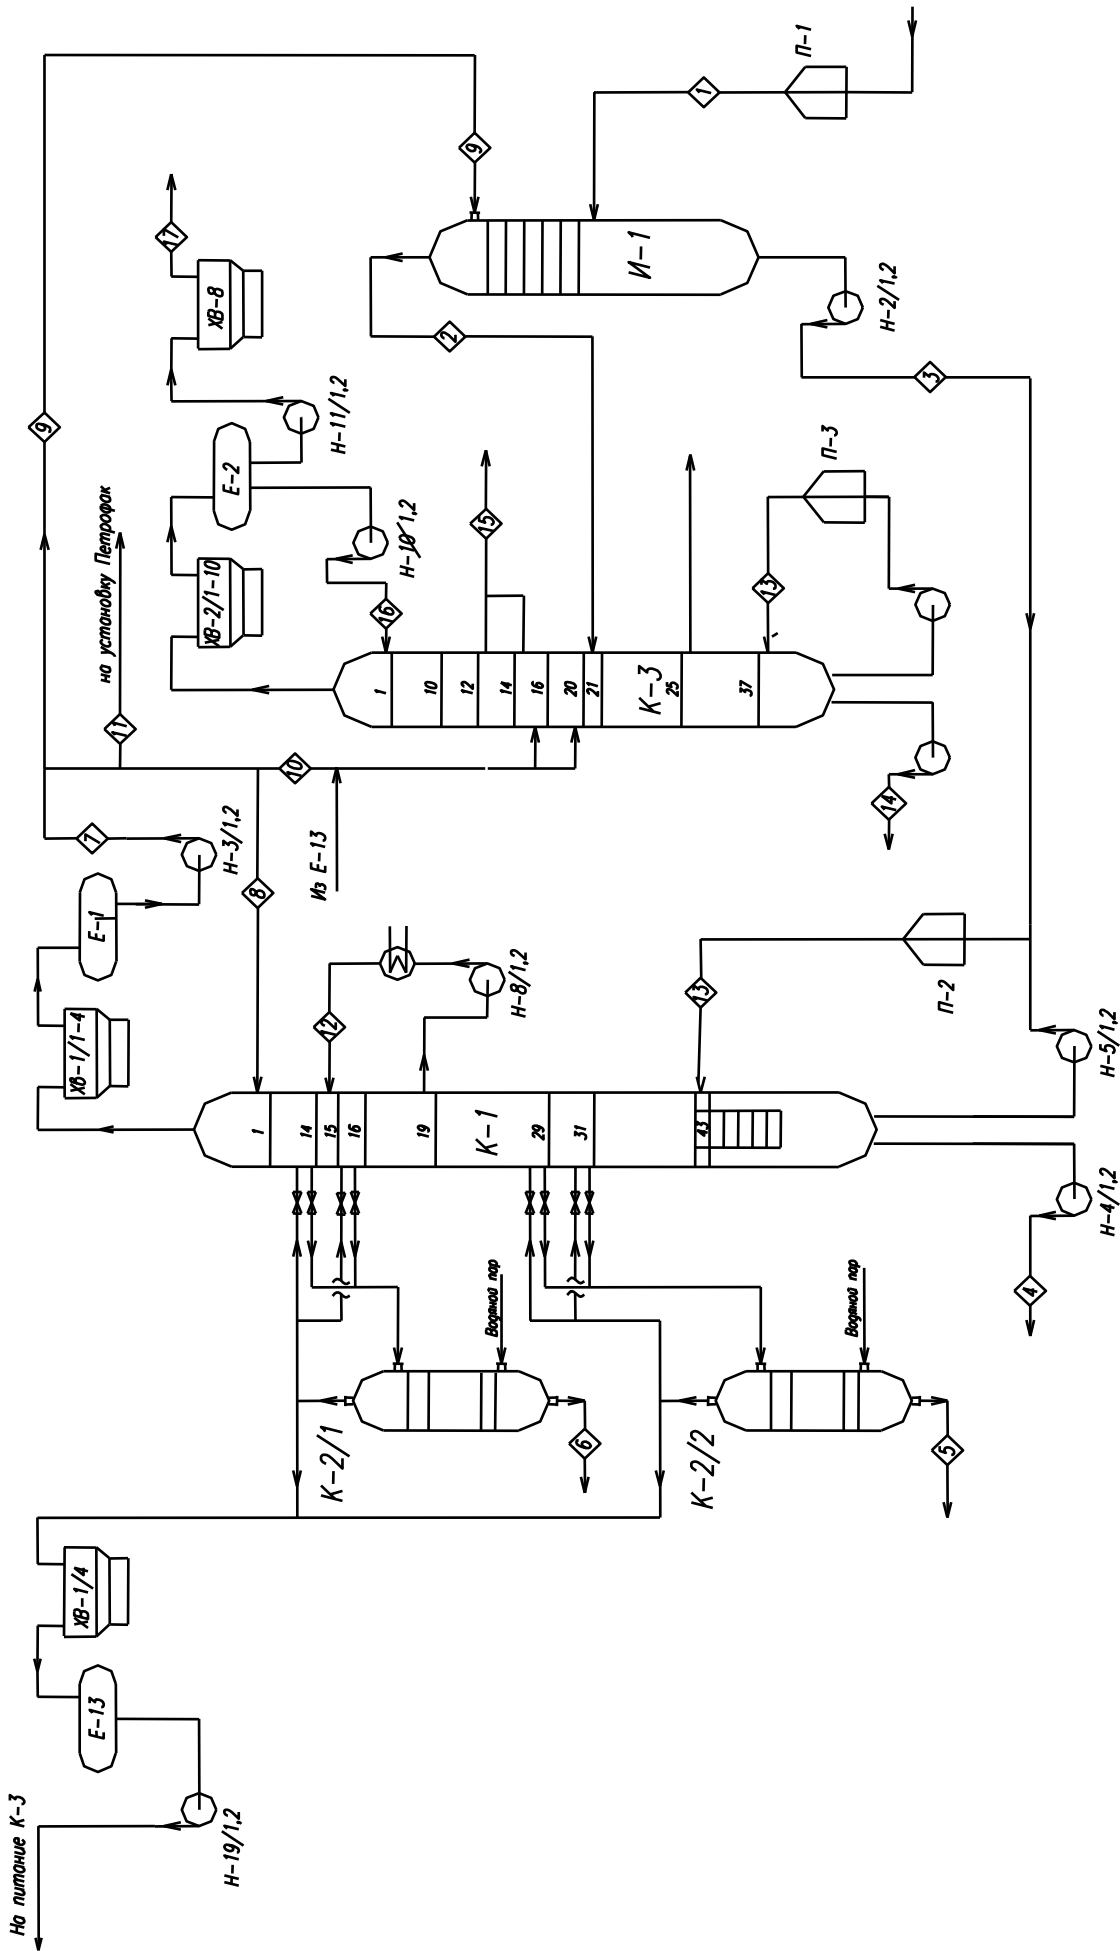 На питание К-3
Н-19/1,2
Е-13
ХВ-1/4
К-2/1
6
Водяной пар
К-2/2
5
Водяной пар
4
Н-4/1,2
Н-5/1,2
ХВ-1/1-4
Е-1
7
Н-3/1,2
8
Из Е-13
12
Н-8/1,2
13
П-2
К-1
1
14
15
16
19
29
31
43
9
11
на установку Петрофак
10
ХВ-2/1-10
Е-2
Н-10/1,2
16
Н-11/1,2
ХВ-8
17
15
13
П-3
14
К-3
1
10
12
14
16
20
21
25
37
9
2
И-1
Н-2/1,2
3
1
П-1